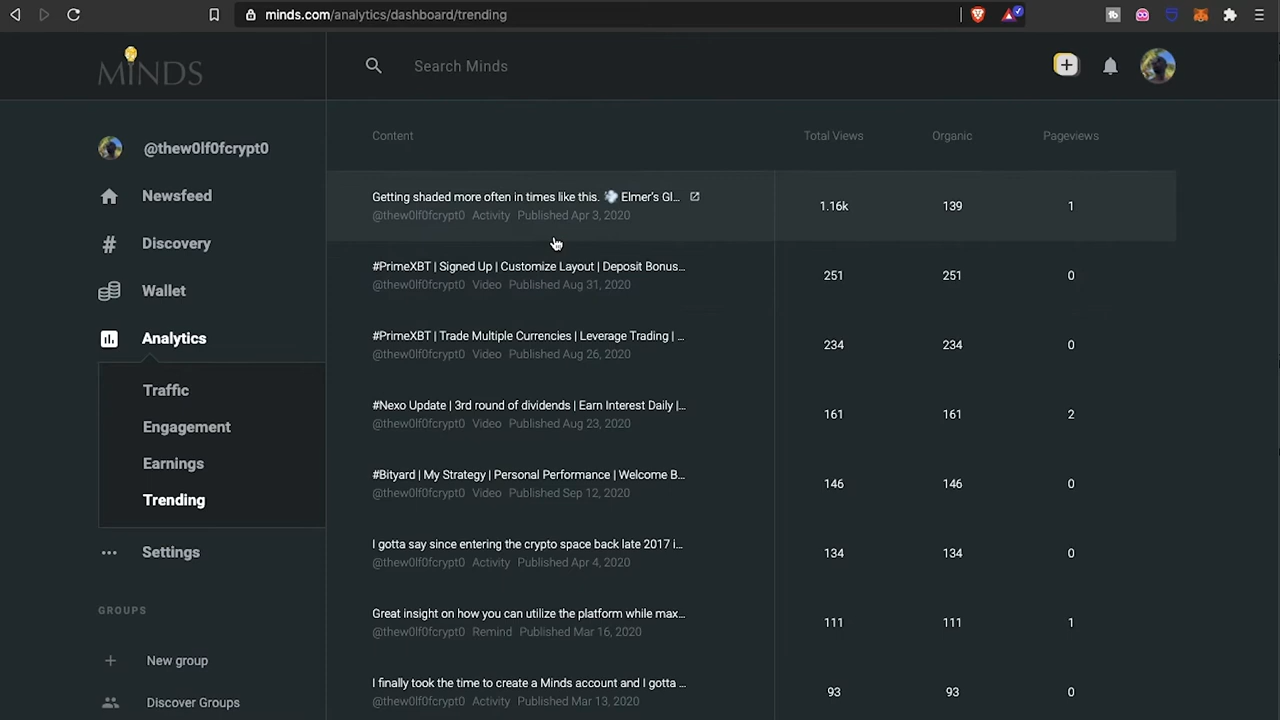 minds.com/analytics/dashboard/trending
MINDS
Search Minds
@thew0lf0fcrypt0
Newsfeed
Discovery
Wallet
Analytics
Traffic
Engagement
Earnings
Trending
Settings
GROUPS
New group
Discover Groups
Content Total Views Organic Pageviews
Getting shaded more often in times like this. 💨 Elmer's Gl... 1.16k 139 1
@thew0lf0fcrypt0 Activity Published Apr 3, 2020
#PrimeXBT | Signed Up | Customize Layout | Deposit Bonus... 251 251 0
@thew0lf0fcrypt0 Video Published Aug 31, 2020
#PrimeXBT | Trade Multiple Currencies | Leverage Trading | ... 234 234 0
@thew0lf0fcrypt0 Video Published Aug 26, 2020
#Nexo Update | 3rd round of dividends | Earn Interest Daily |... 161 161 2
@thew0lf0fcrypt0 Video Published Aug 23, 2020
#Bityard | My Strategy | Personal Performance | Welcome B... 146 146 0
@thew0lf0fcrypt0 Video Published Sep 12, 2020
I gotta say since entering the crypto space back late 2017 i... 134 134 0
@thew0lf0fcrypt0 Activity Published Apr 4, 2020
Great insight on how you can utilize the platform while max... 111 111 1
@thew0lf0fcrypt0 Remind Published Mar 16, 2020
I finally took the time to create a Minds account and I gotta ... 93 93 0
@thew0lf0fcrypt0 Activity Published Mar 13, 2020